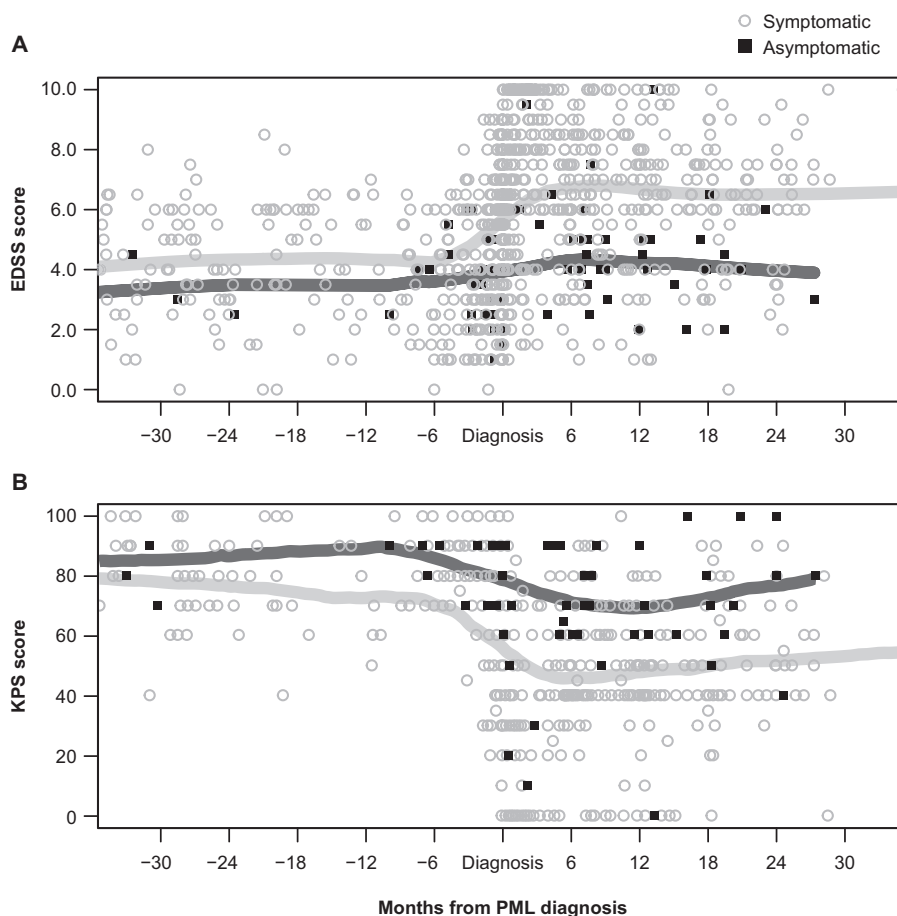 Symptomatic
Asymptomatic
A
10.0
8.0
6.0
4.0
2.0
0.0
EDSS score
−30 −24 −18 −12 −6 Diagnosis 6 12 18 24 30
B
100
80
60
40
20
0
KPS score
−30 −24 −18 −12 −6 Diagnosis 6 12 18 24 30
Months from PML diagnosis